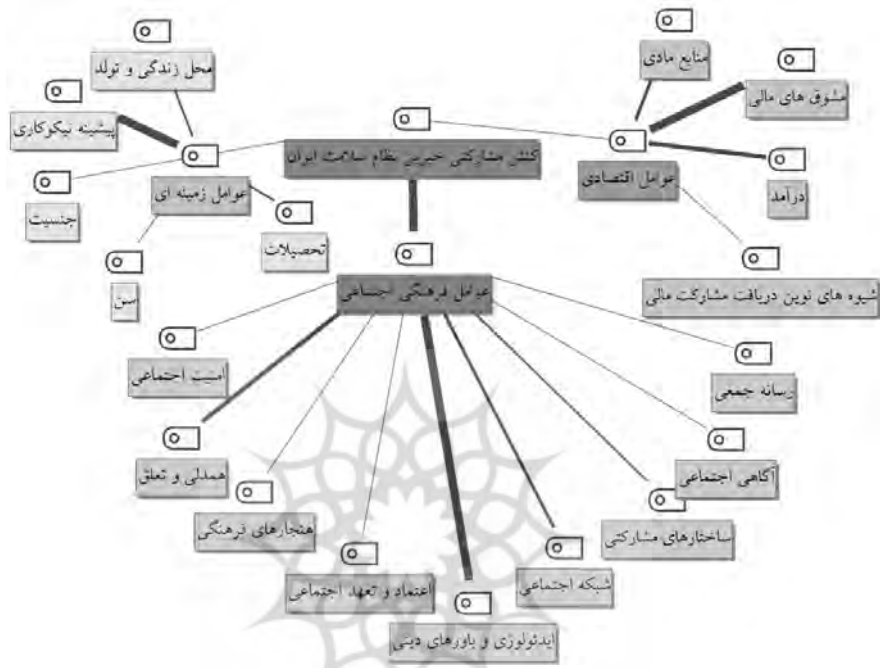 محل زندگی و تولد
منابع مادی
مشوق های مالی
پیشینه نیکوکاری
کنش مشارکتی خیرین نظام سلامت ایران
عوامل اقتصادی
عوامل زمینه ای
درآمد
جنسیت
تحصیلات
سن
عوامل فرهنگی اجتماعی
شیوه های نوین دریافت مشارکت مالی
امنیت اجتماعی
رسانه جمعی
همدلی و تعلق
آگاهی اجتماعی
هنجارهای فرهنگی
ساختارهای مشارکتی
اعتماد و تعهد اجتماعی
شبکه اجتماعی
ایدئولوژی و باورهای دینی